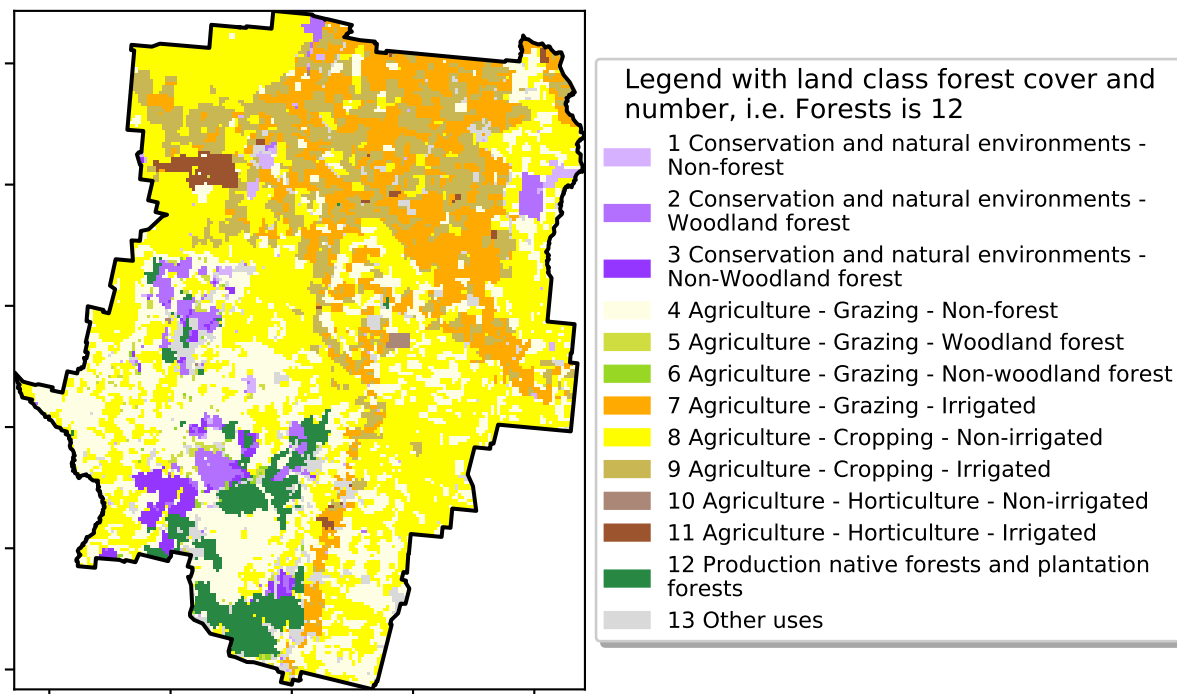 Legend with land class forest cover and
number, i.e. Forests is 12
1 Conservation and natural environments -
Non-forest
2 Conservation and natural environments -
Woodland forest
3 Conservation and natural environments -
Non-Woodland forest
4 Agriculture - Grazing - Non-forest
5 Agriculture - Grazing - Woodland forest
6 Agriculture - Grazing - Non-woodland forest
7 Agriculture - Grazing - Irrigated
8 Agriculture - Cropping - Non-irrigated
9 Agriculture - Cropping - Irrigated
10 Agriculture - Horticulture - Non-irrigated
11 Agriculture - Horticulture - Irrigated
12 Production native forests and plantation
forests
13 Other uses